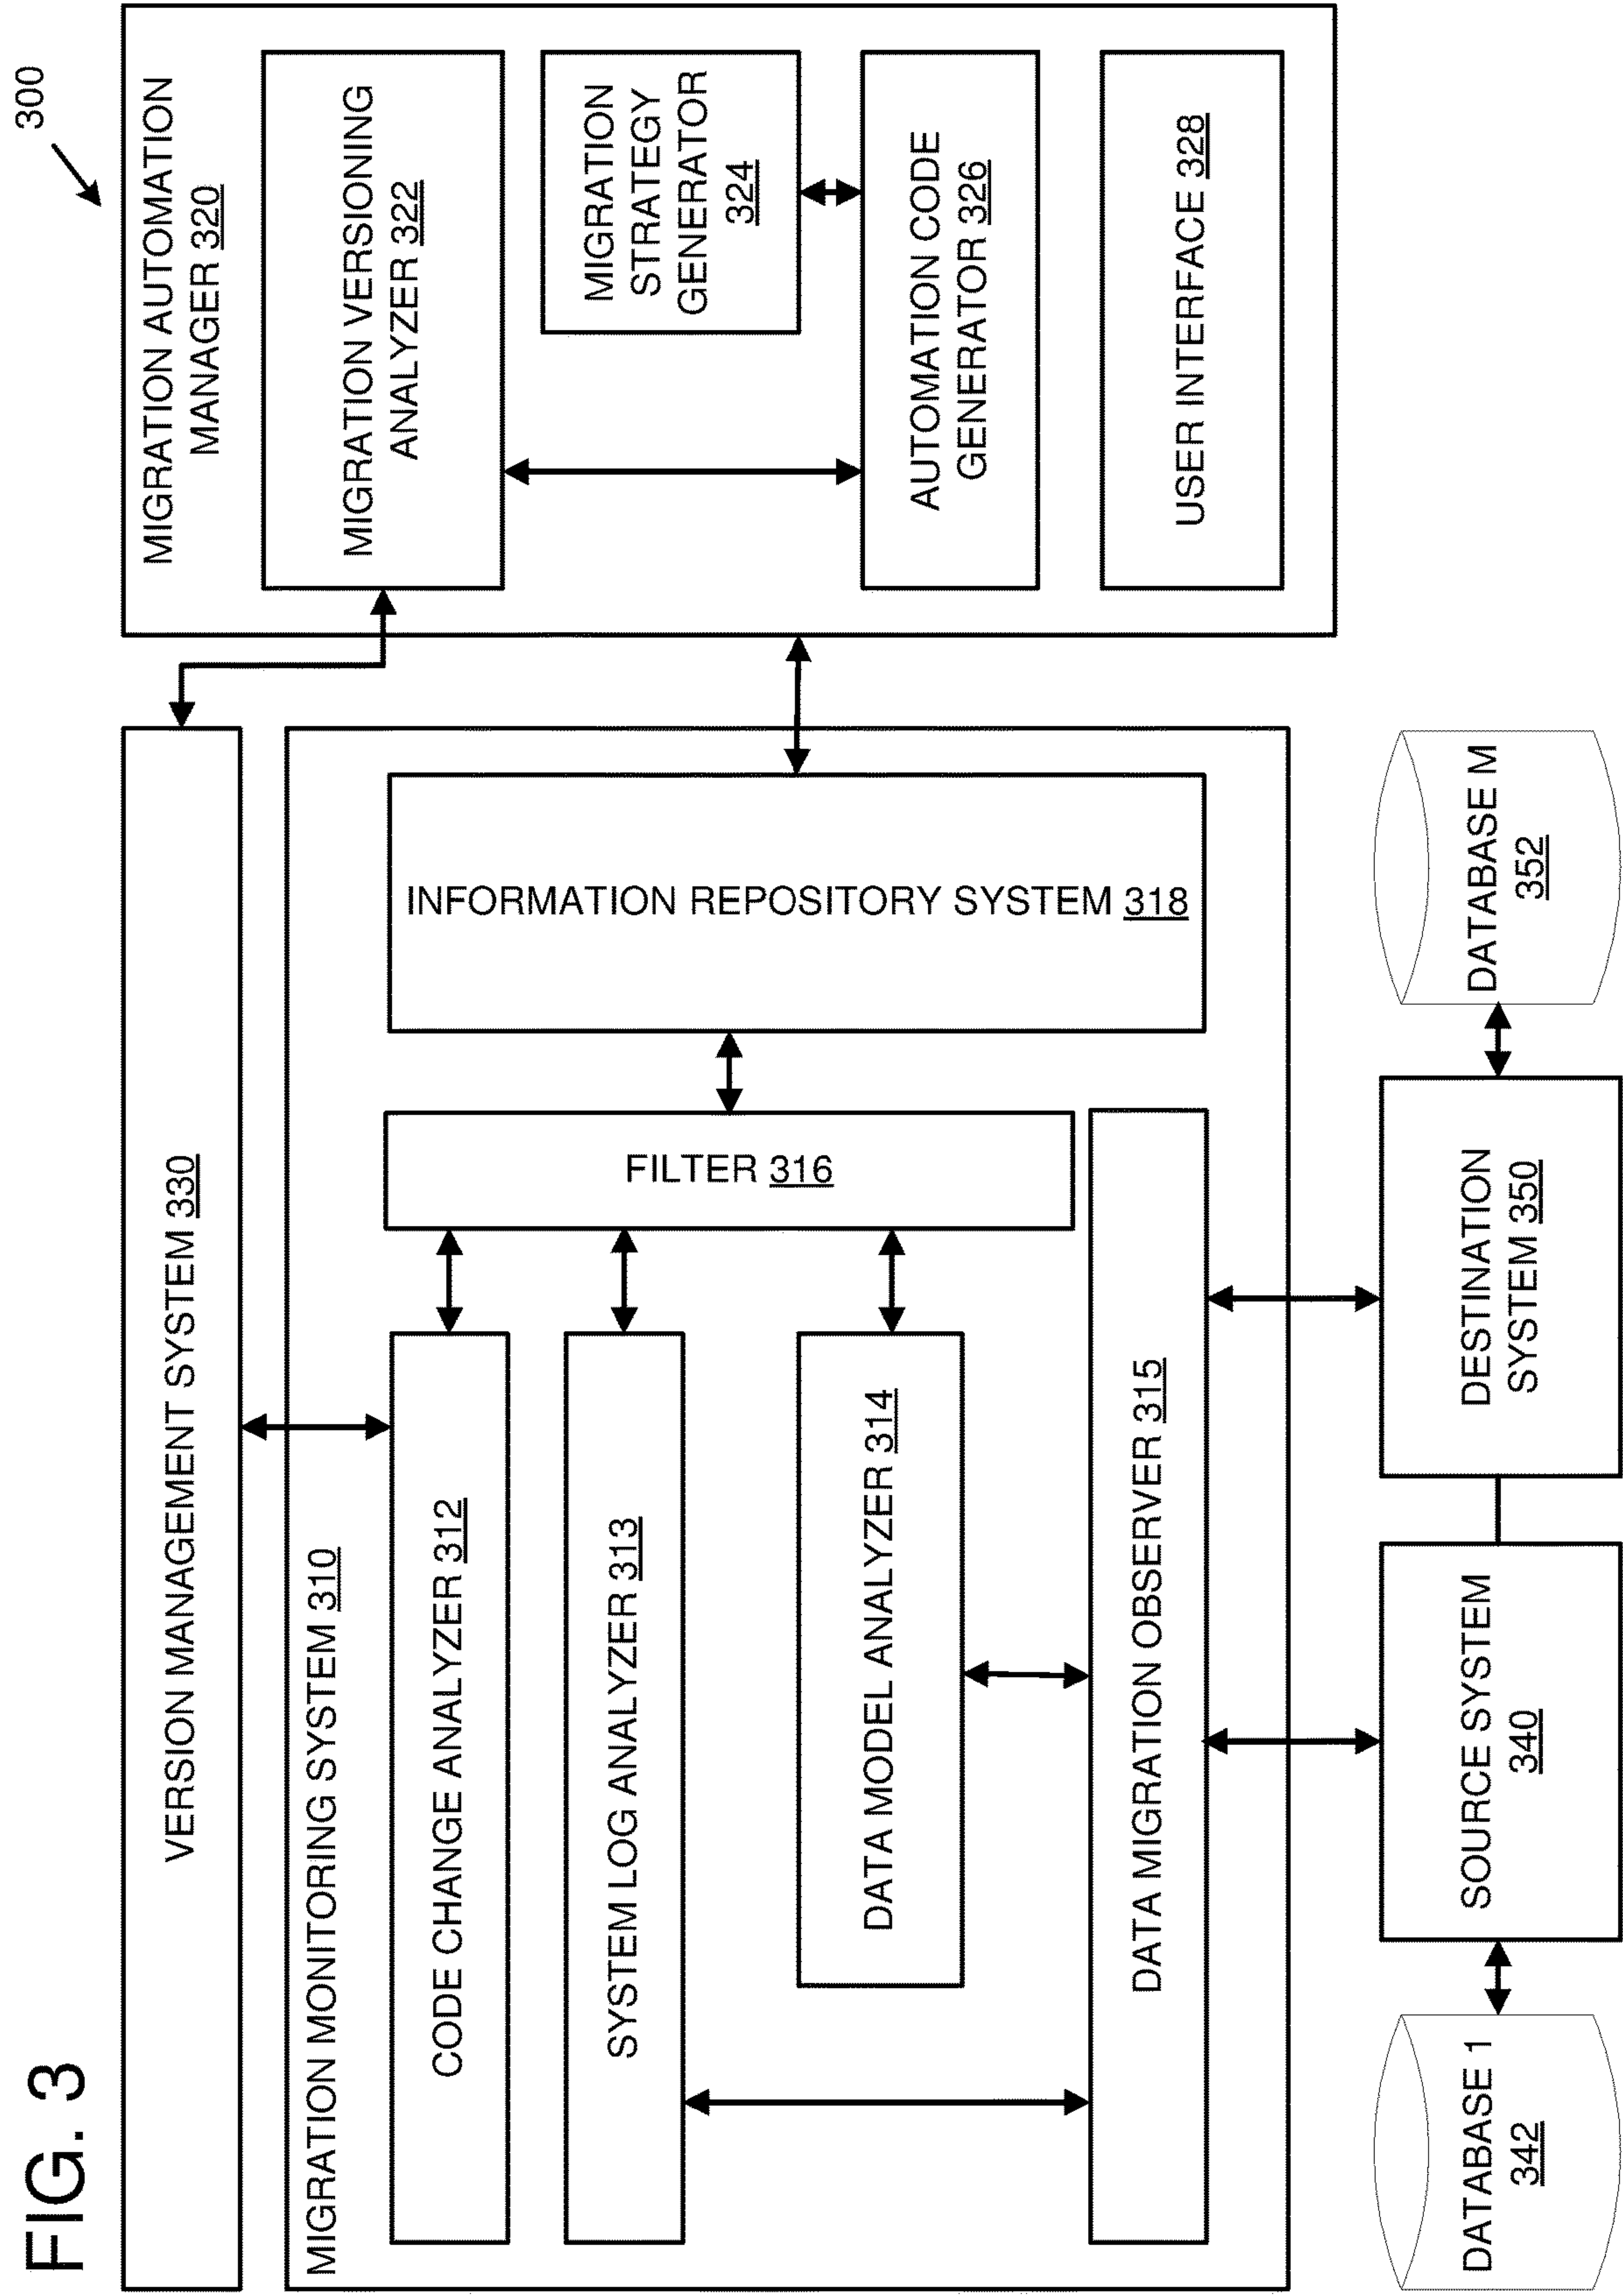 FIG. 3
300
VERSION MANAGEMENT SYSTEM 330
MIGRATION MONITORING SYSTEM 310
CODE CHANGE ANALYZER 312
SYSTEM LOG ANALYZER 313
DATA MODEL ANALYZER 314
DATA MIGRATION OBSERVER 315
FILTER 316
INFORMATION REPOSITORY SYSTEM 318
MIGRATION AUTOMATION
MANAGER 320
MIGRATION VERSIONING
ANALYZER 322
MIGRATION
STRATEGY
GENERATOR
324
AUTOMATION CODE
GENERATOR 326
USER INTERFACE 328
DATABASE 1
342
SOURCE SYSTEM
340
DESTINATION
SYSTEM 350
DATABASE M
352